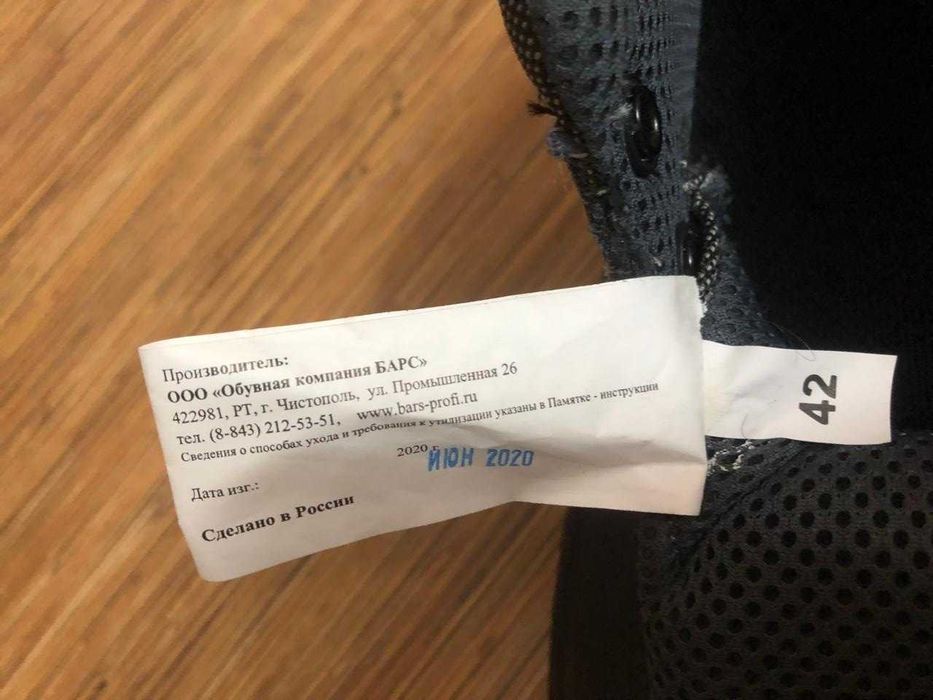 Производитель:
ООО «Обувная компания БАРС»
422981, РТ, г. Чистополь, ул. Промышленная 26
тел. (8-843) 212-53-51, www.bars-profi.ru
Сведения о способах ухода и требования к утилизации указаны в Памятке - инструкции
2020 г.
ИЮН 2020
Дата изг.:
Сделано в России
42